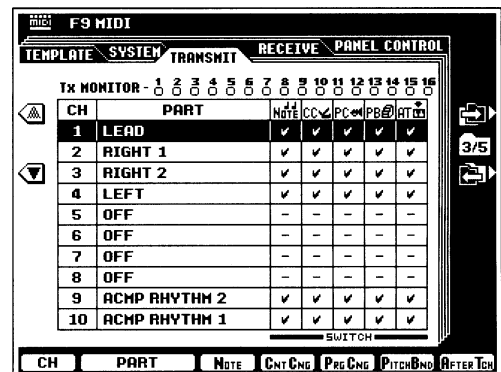 MIDI F9 MIDI
TEMPLATE SYSTEM TRANSMIT RECEIVE PANEL CONTROL
Tx MONITOR - 1 2 3 4 5 6 7 8 9 10 11 12 13 14 15 16
CH PART NOTE CC PC PB AT
1 LEAD ✓ ✓ ✓ ✓ ✓
2 RIGHT 1 ✓ ✓ ✓ ✓ ✓
3 RIGHT 2 ✓ ✓ ✓ ✓ ✓
3/5
4 LEFT ✓ ✓ ✓ ✓ ✓
5 OFF – – – – –
6 OFF – – – – –
7 OFF – – – – –
8 OFF – – – – –
9 ACMP RHYTHM 2 ✓ ✓ ✓ ✓ ✓
10 ACMP RHYTHM 1 ✓ ✓ ✓ ✓ ✓
SWITCH
CH PART NOTE CNT CNG PRG CNG PITCHBND AFTER TCH